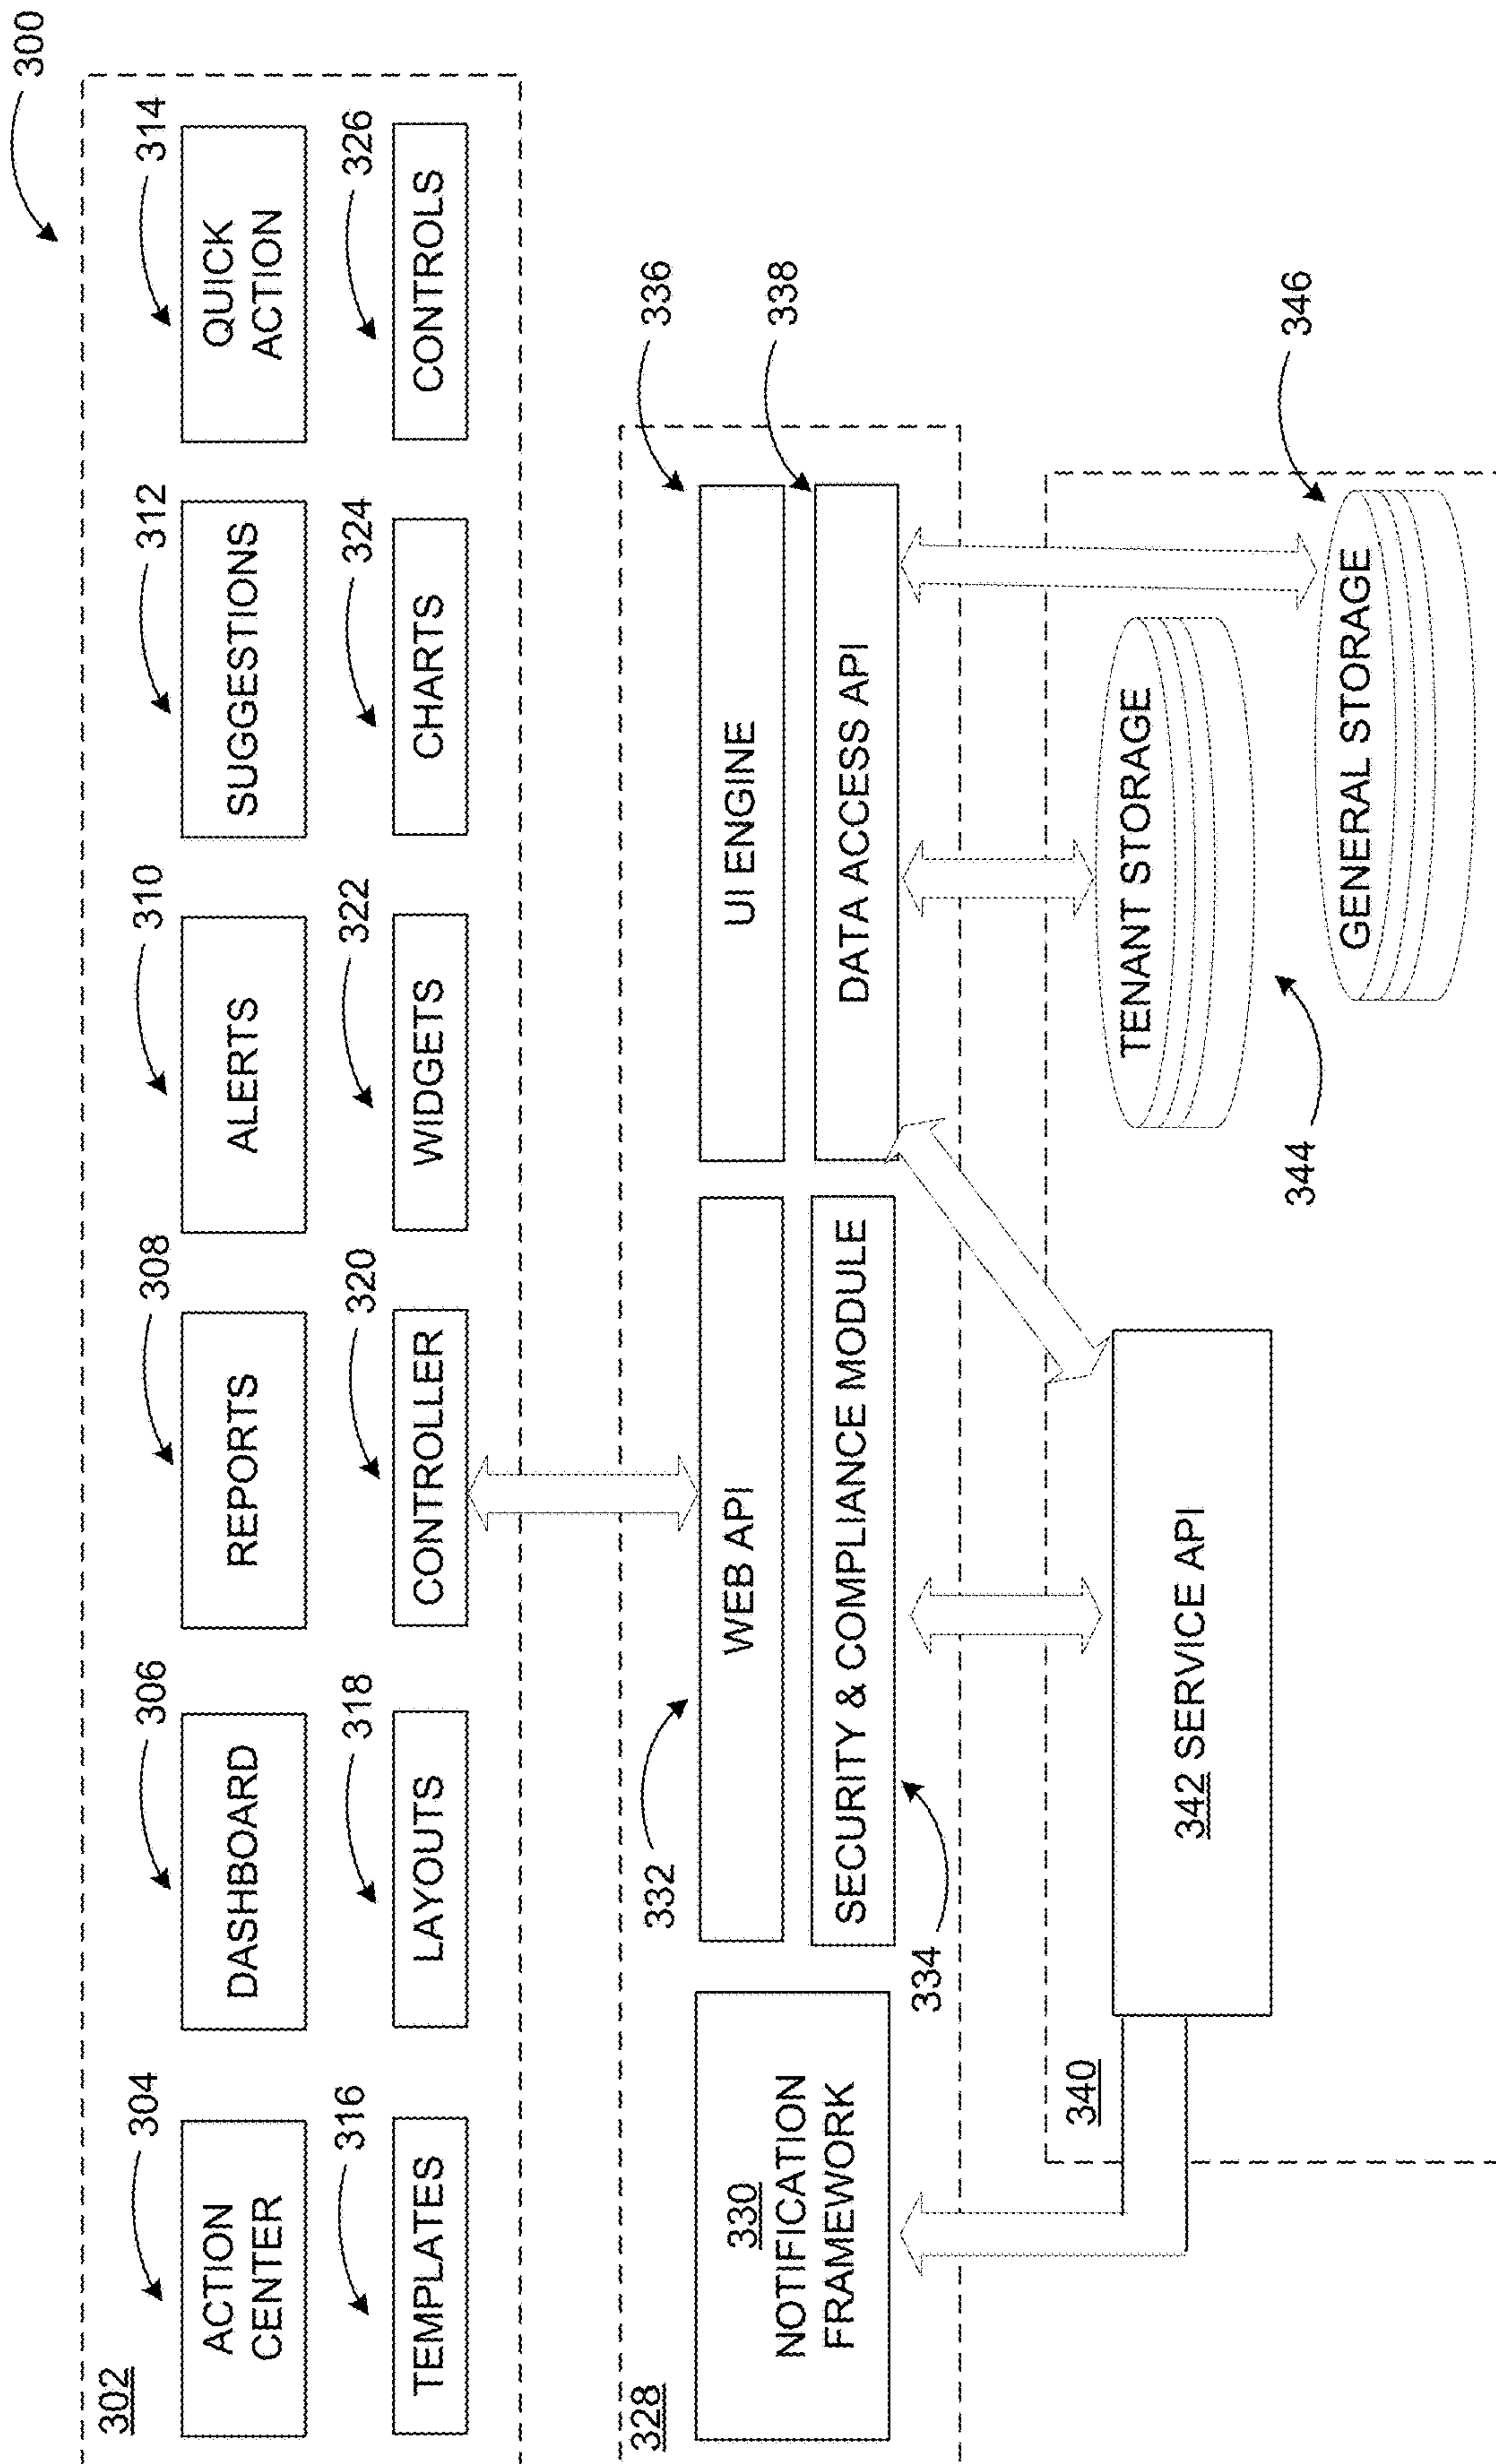 300
302
304
306
308
310
312
314
ACTION
CENTER
DASHBOARD
REPORTS
ALERTS
SUGGESTIONS
QUICK
ACTION
316
318
320
322
324
326
TEMPLATES
LAYOUTS
CONTROLLER
WIDGETS
CHARTS
CONTROLS
328
330
NOTIFICATION
FRAMEWORK
332
WEB API
336
UI ENGINE
334
SECURITY & COMPLIANCE MODULE
338
DATA ACCESS API
340
342 SERVICE API
TENANT STORAGE
344
GENERAL STORAGE
346